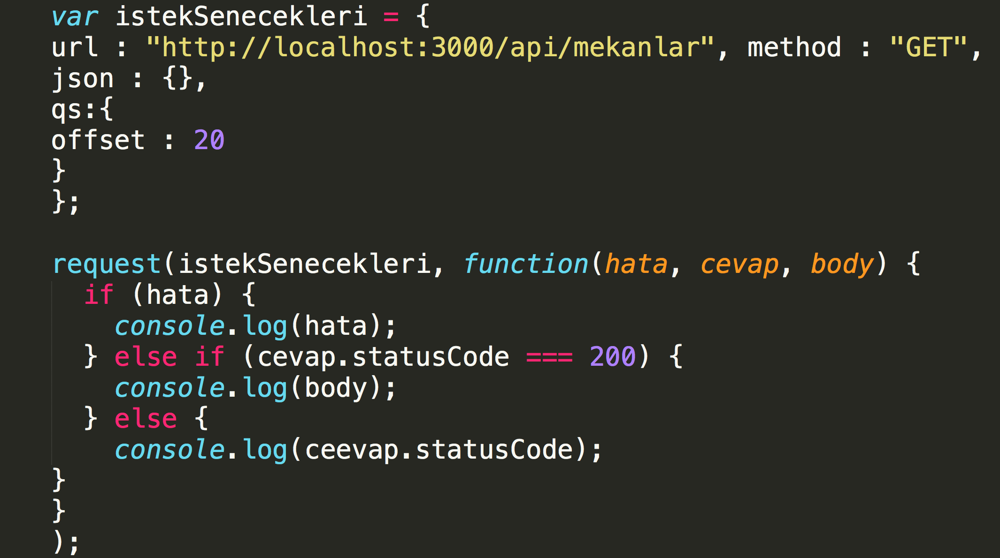 var istekSenecekleri = {
url : "http://localhost:3000/api/mekanlar", method : "GET",
json : {},
qs:{
offset : 20
}
};
request(istekSenecekleri, function(hata, cevap, body) {
if (hata) {
console.log(hata);
} else if (cevap.statusCode === 200) {
console.log(body);
} else {
console.log(ceevap.statusCode);
}
}
);